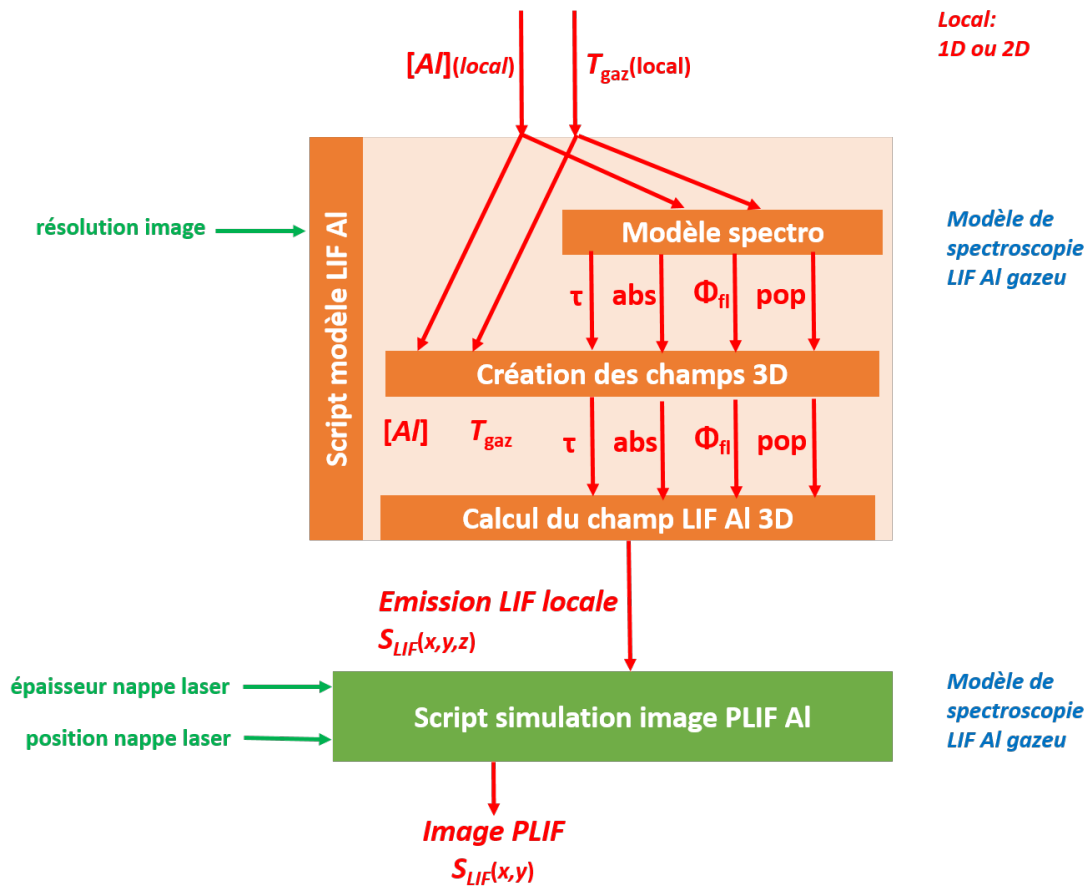 Local:
1D ou 2D
[Al](local)
Tgaz(local)
Script modèle LIF Al
résolution image
Modèle spectro
Modèle de
spectroscopie
LIF Al gazeu
τ abs Φfl pop
Création des champs 3D
[Al] Tgaz τ abs Φfl pop
Calcul du champ LIF Al 3D
Emission LIF locale
SLIF(x,y,z)
épaisseur nappe laser
position nappe laser
Script simulation image PLIF Al
Modèle de
spectroscopie
LIF Al gazeu
Image PLIF
SLIF(x,y)